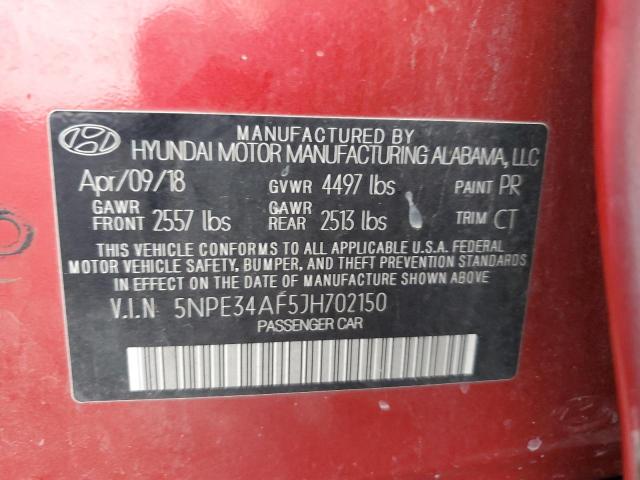 MANUFACTURED BY
HYUNDAI MOTOR MANUFACTURING ALABAMA, LLC
Apr/09/18 GVWR 4497 lbs PAINT PR
GAWR FRONT 2557 lbs GAWR REAR 2513 lbs TRIM CT
THIS VEHICLE CONFORMS TO ALL APPLICABLE U.S.A. FEDERAL
MOTOR VEHICLE SAFETY, BUMPER, AND THEFT PREVENTION STANDARDS
IN EFFECT ON THE DATE OF MANUFACTURE SHOWN ABOVE.
V.I.N 5NPE34AF5JH702150
PASSENGER CAR